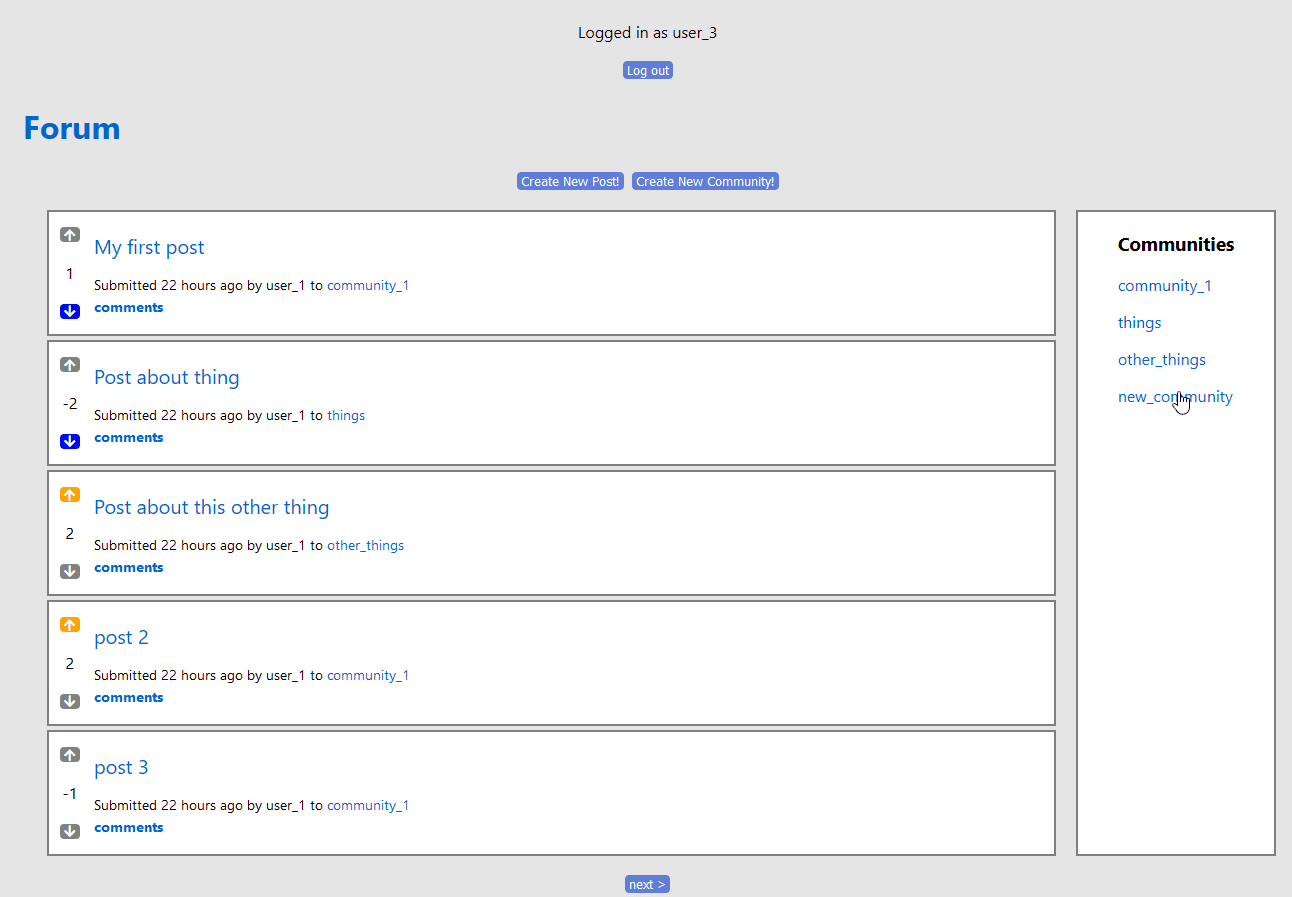 Logged in as user_3
Log out
Forum
Create New Post! Create New Community!
My first post
1
Submitted 22 hours ago by user_1 to community_1
comments
Post about thing
-2
Submitted 22 hours ago by user_1 to things
comments
Post about this other thing
2
Submitted 22 hours ago by user_1 to other_things
comments
post 2
2
Submitted 22 hours ago by user_1 to community_1
comments
post 3
-1
Submitted 22 hours ago by user_1 to community_1
comments
Communities
community_1
things
other_things
new_community
next >